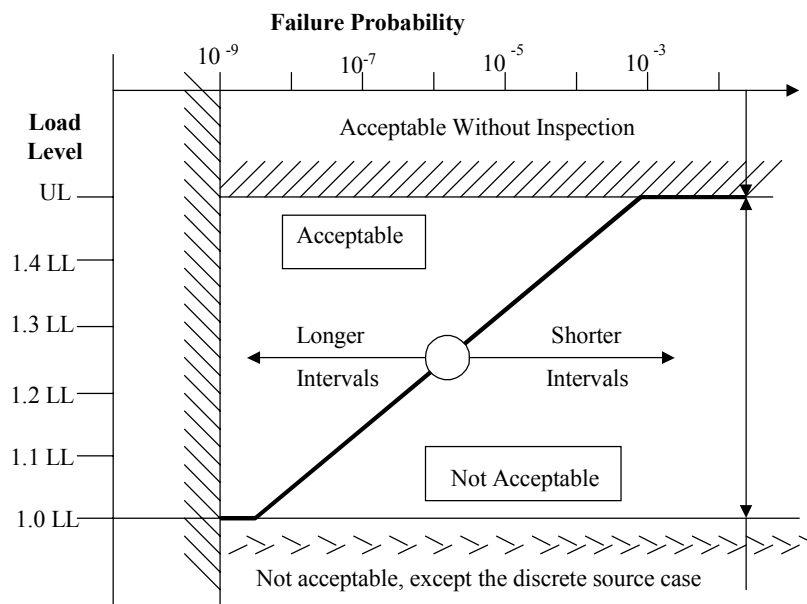 Failure Probability
10-9
10-7
10-5
10-3
Load
Level
Acceptable Without Inspection
UL
Acceptable
1.4 LL
1.3 LL
Longer
Shorter
Intervals
Intervals
1.2 LL
1.1 LL
Not Acceptable
1.0 LL
Not acceptable, except the discrete source case